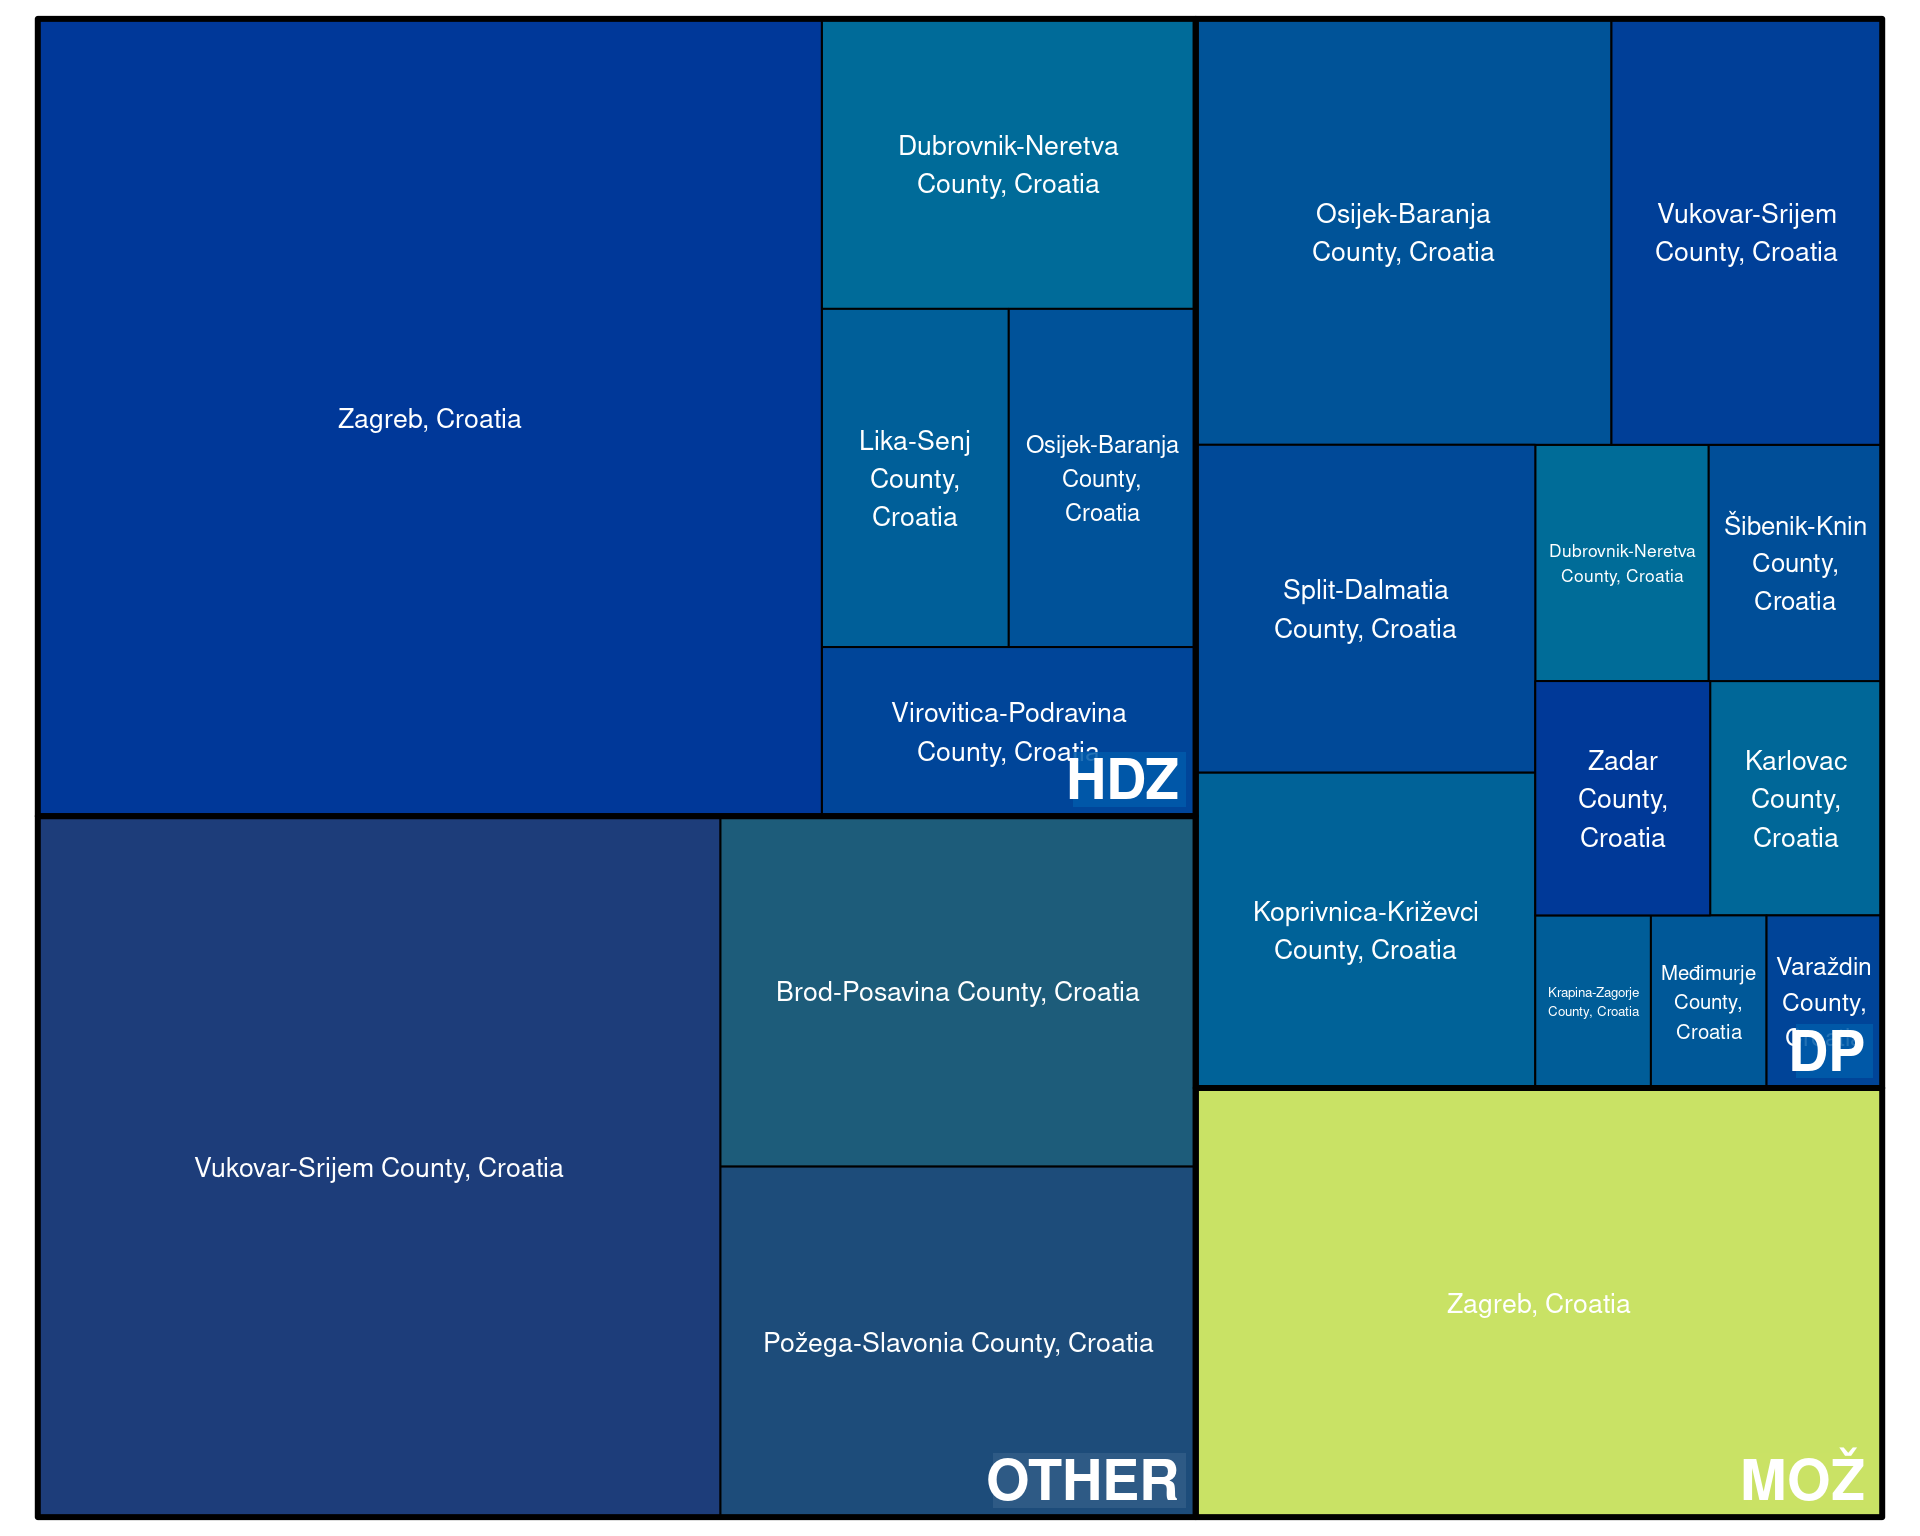 Zagreb, Croatia
Dubrovnik-Neretva
County, Croatia
Lika-Senj
County,
Croatia
Osijek-Baranja
County,
Croatia
Virovitica-Podravina
County, Croatia
HDZ
Vukovar-Srijem County, Croatia
Brod-Posavina County, Croatia
Požega-Slavonia County, Croatia
OTHER
Osijek-Baranja
County, Croatia
Vukovar-Srijem
County, Croatia
Split-Dalmatia
County, Croatia
Dubrovnik-Neretva
County, Croatia
Šibenik-Knin
County,
Croatia
Koprivnica-Križevci
County, Croatia
Zadar
County,
Croatia
Karlovac
County,
Croatia
Krapina-Zagorje
County, Croatia
Međimurje
County,
Croatia
Varaždin
County,
DP
Zagreb, Croatia
MOŽ